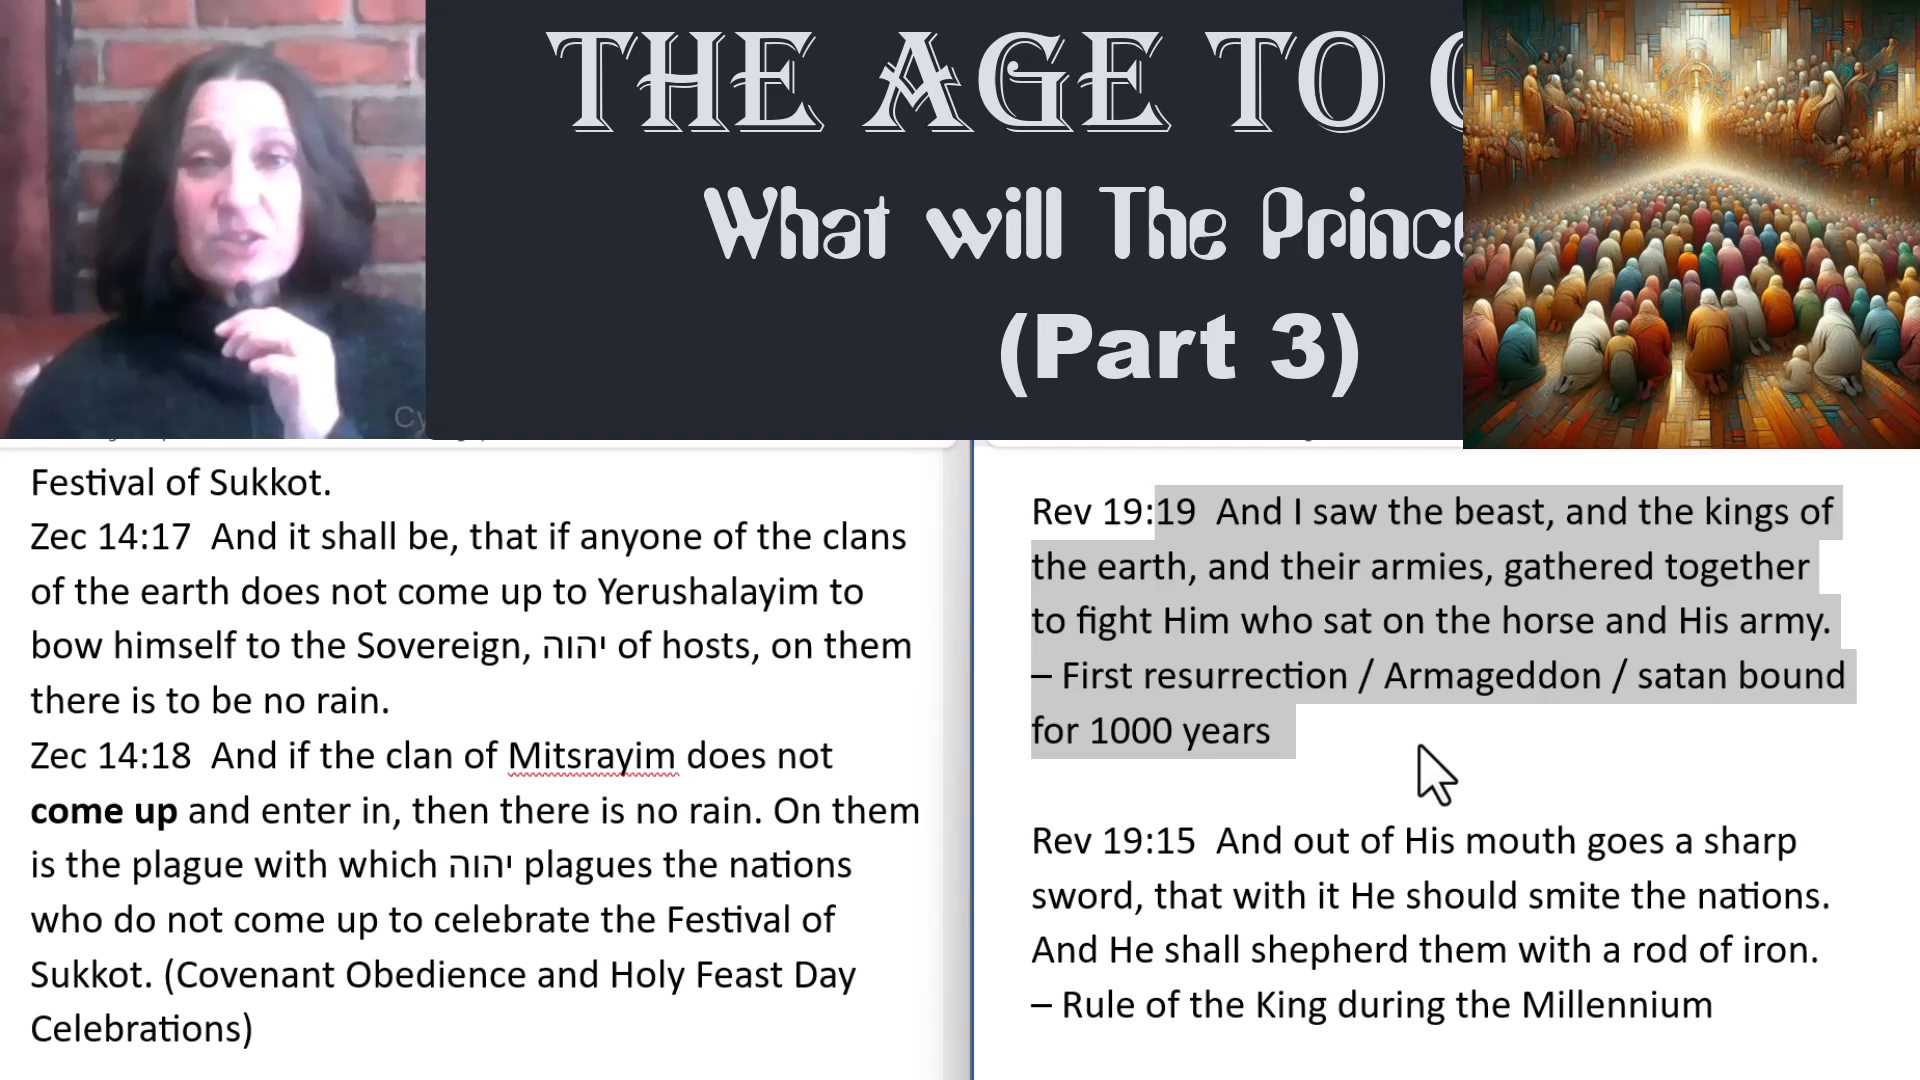 THE AGE TO
What will The Prince
(Part 3)
Cy
Festival of Sukkot.
Zec 14:17  And it shall be, that if anyone of the clans
of the earth does not come up to Yerushalayim to
bow himself to the Sovereign, יהוה of hosts, on them
there is to be no rain.
Zec 14:18  And if the clan of Mitsrayim does not
come up and enter in, then there is no rain. On them
is the plague with which יהוה plagues the nations
who do not come up to celebrate the Festival of
Sukkot. (Covenant Obedience and Holy Feast Day
Celebrations)
Rev 19:19  And I saw the beast, and the kings of
the earth, and their armies, gathered together
to fight Him who sat on the horse and His army.
– First resurrection / Armageddon / satan bound
for 1000 years
Rev 19:15  And out of His mouth goes a sharp
sword, that with it He should smite the nations.
And He shall shepherd them with a rod of iron.
– Rule of the King during the Millennium